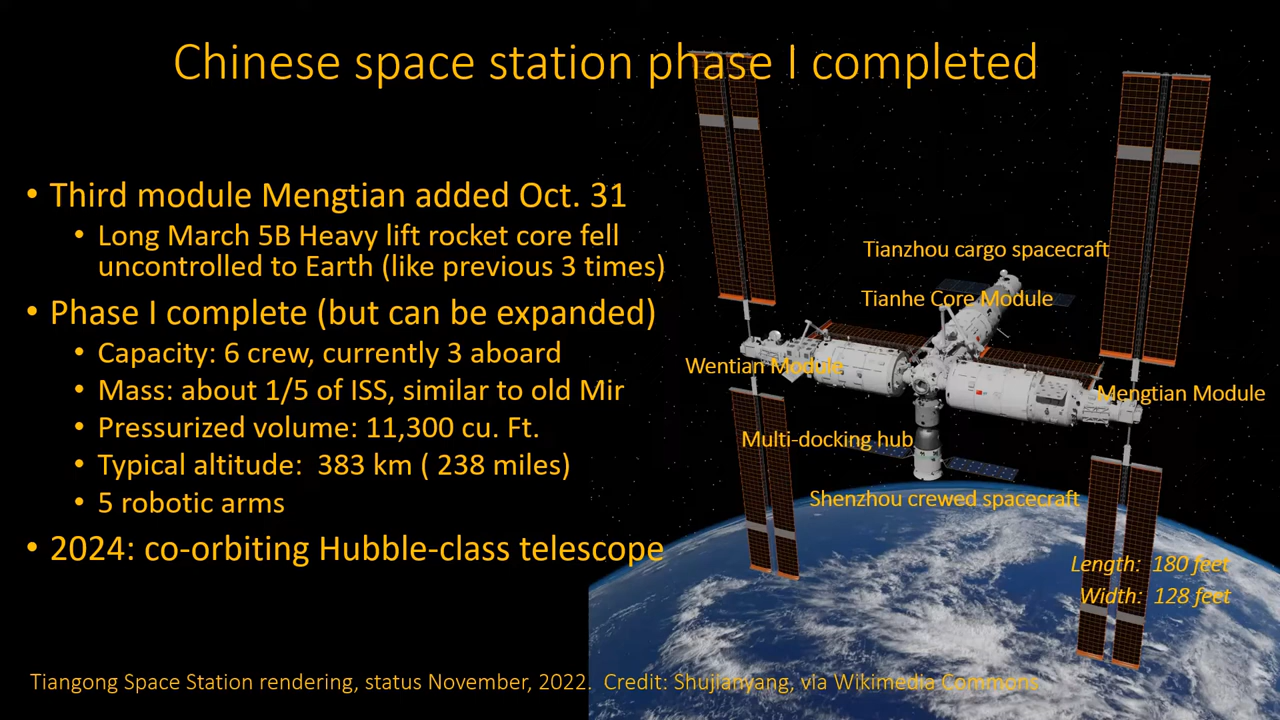 Chinese space station phase I completed
• Third module Mengtian added Oct. 31
• Long March 5B Heavy lift rocket core fell
uncontrolled to Earth (like previous 3 times)
• Phase I complete (but can be expanded)
• Capacity: 6 crew, currently 3 aboard
• Mass: about 1/5 of ISS, similar to old Mir
• Pressurized volume: 11,300 cu. Ft.
• Typical altitude:  383 km ( 238 miles)
• 5 robotic arms
• 2024: co-orbiting Hubble-class telescope
Tianzhou cargo spacecraft
Tianhe Core Module
Wentian Module
Mengtian Module
Multi-docking hub
Shenzhou crewed spacecraft
Length:  180 feet
Width:  128 feet
Tiangong Space Station rendering, status November, 2022.  Credit: Shujianyang, via Wikimedia Commons